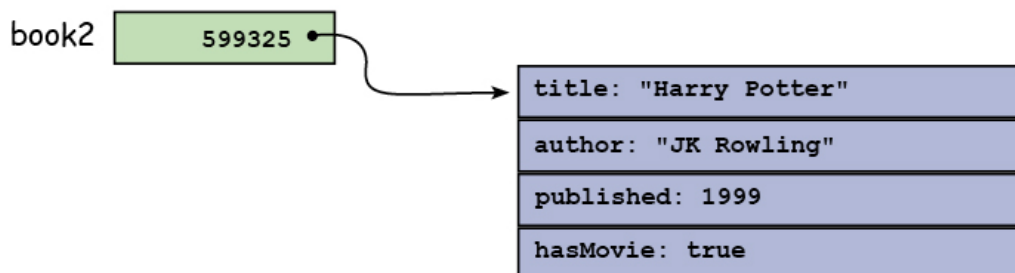 book2
599325
title: "Harry Potter"
author: "JK Rowling"
published: 1999
hasMovie: true